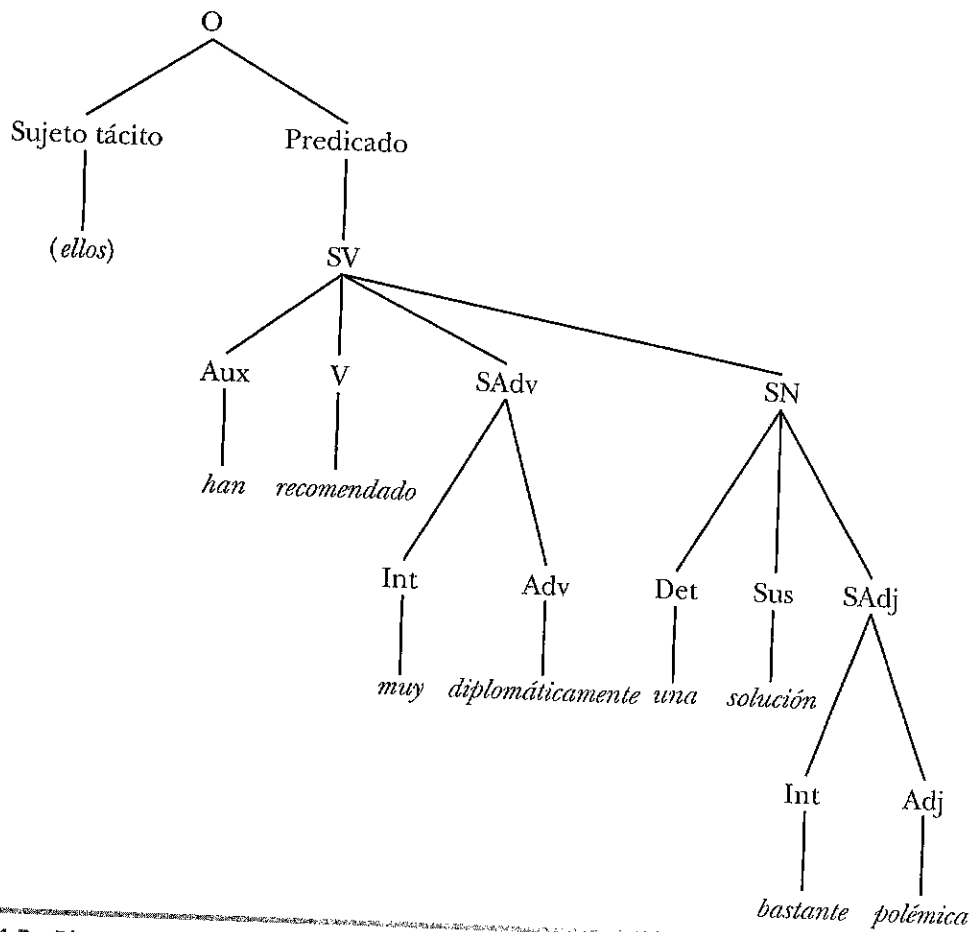 O
Sujeto tácito Predicado
(ellos)
SV
Aux V SAdv SN
han recomendado
Int Adv Det Sus SAdj
muy diplomáticamente una solución
Int Adj
bastante polémica